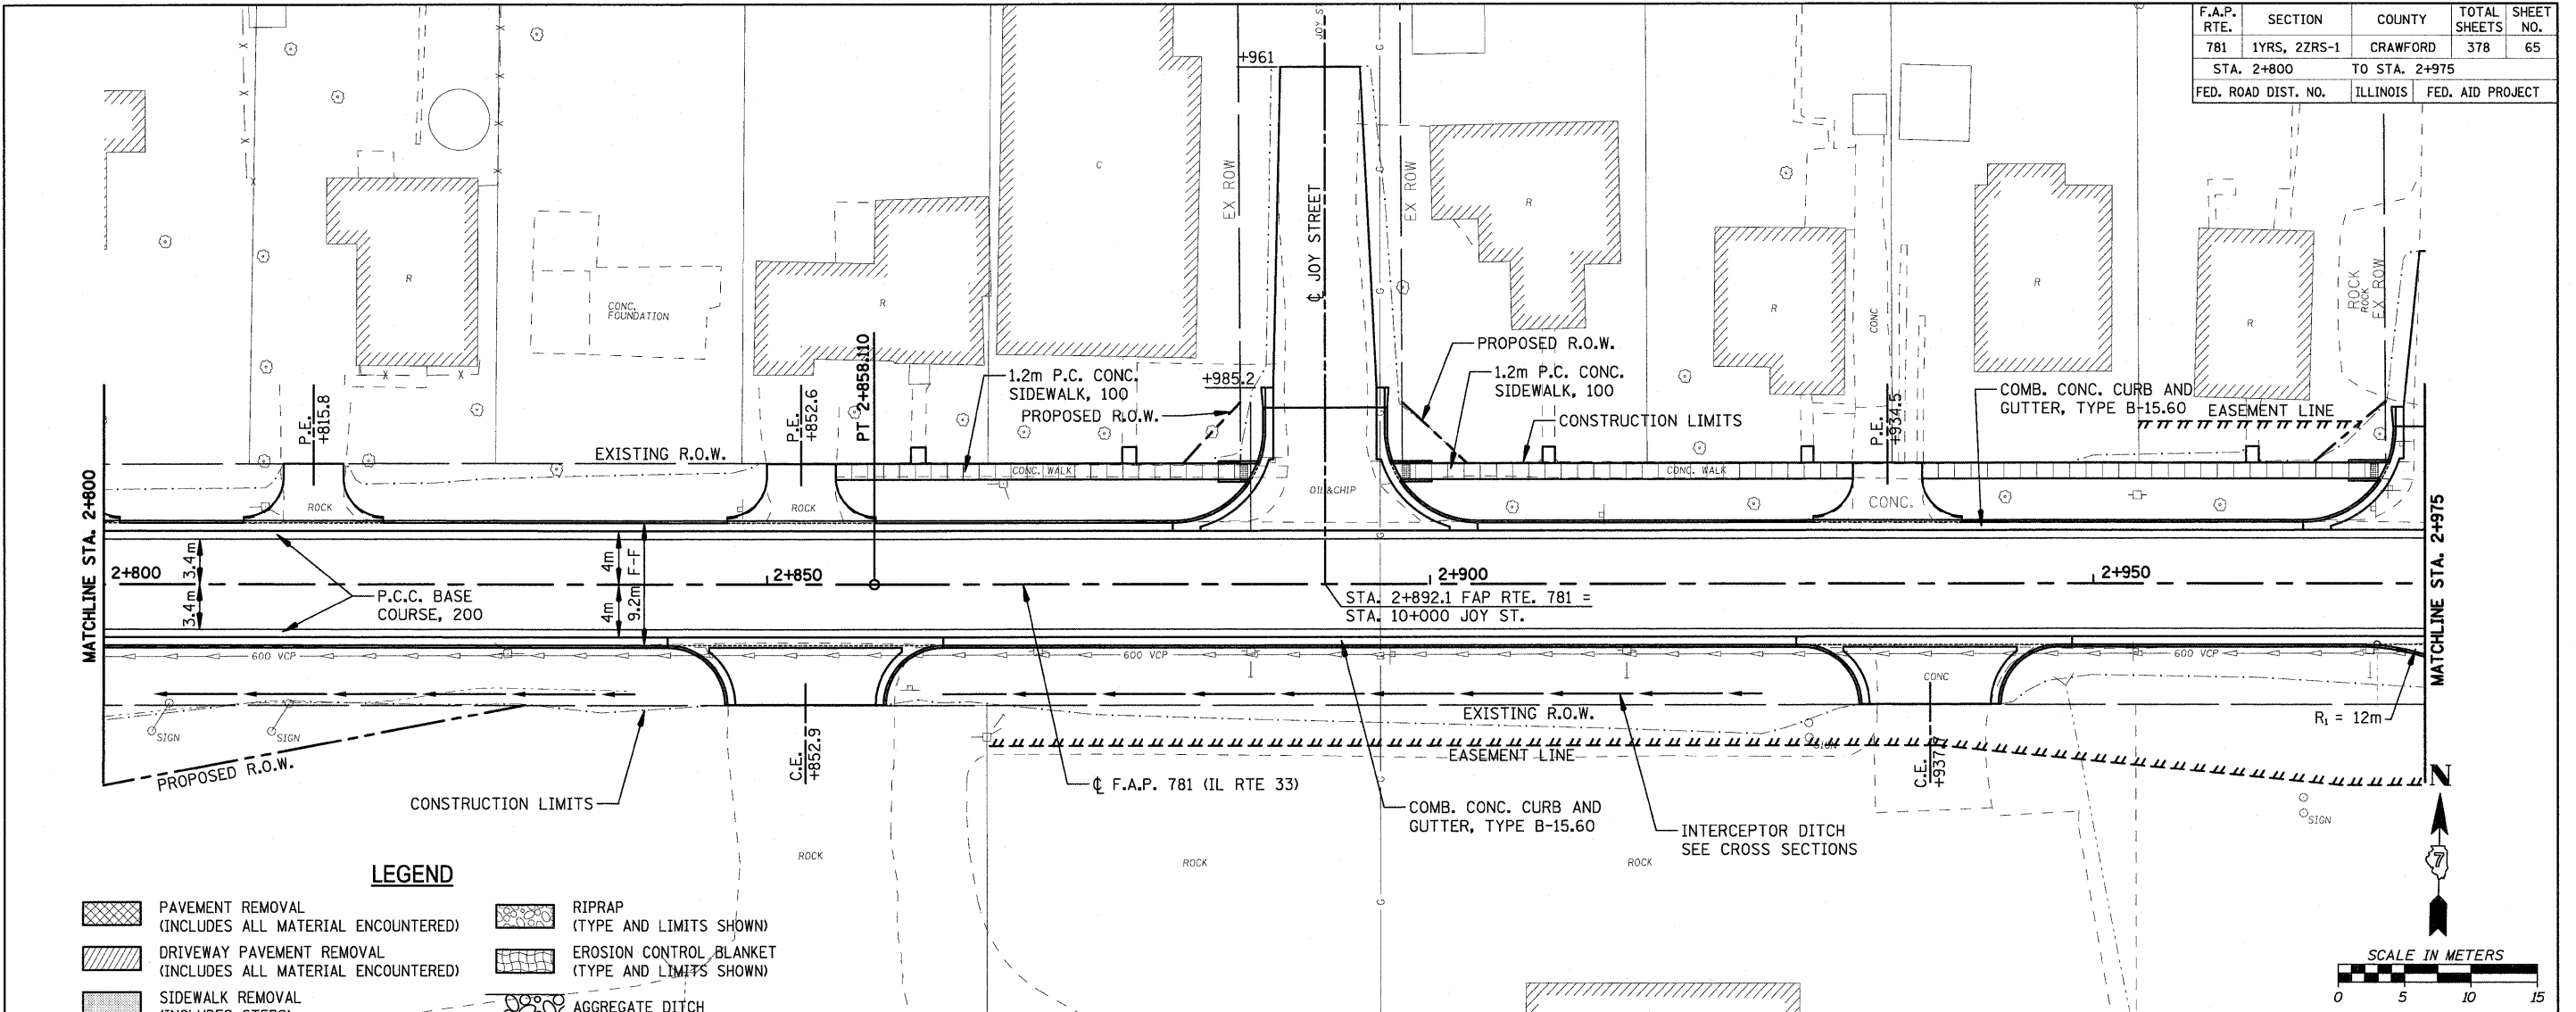 F.A.P. RTE. SECTION COUNTY TOTAL SHEETS SHEET NO.
781 1YRS, 2ZRS-1 CRAWFORD 378 65
STA. 2+800 TO STA. 2+975
FED. ROAD DIST. NO. ILLINOIS FED. AID PROJECT
JOY S
+961
EX ROW
EX ROW
℄ JOY STREET
C
R
R
R
R
R
R
CONC.
FOUNDATION
CONC
ROCK
ROCK
EX ROW
PT 2+858.110
P.E.
+815.8
P.E.
+852.6
P.E.
+934.5
1.2m P.C. CONC.
SIDEWALK, 100
PROPOSED R.O.W.
+985.2
PROPOSED R.O.W.
1.2m P.C. CONC.
SIDEWALK, 100
CONSTRUCTION LIMITS
COMB. CONC. CURB AND
GUTTER, TYPE B-15.60
EASEMENT LINE
EXISTING R.O.W.
CONC. WALK
CONC. WALK
ROCK
ROCK
OIL&CHIP
CONC.
MATCHLINE STA. 2+800
MATCHLINE STA. 2+975
2+800
2+850
2+900
2+950
3.4m
3.4m
4m
4m
9.2m F-F
P.C.C. BASE
COURSE, 200
STA. 2+892.1 FAP RTE. 781 =
STA. 10+000 JOY ST.
600 VCP
600 VCP
600 VCP
CONC
EXISTING R.O.W.
R₁ = 12m
SIGN
SIGN
SIGN
PROPOSED R.O.W.
C.E.
+852.9
C.E.
EASEMENT LINE
℄ F.A.P. 781 (IL RTE 33)
CONSTRUCTION LIMITS
COMB. CONC. CURB AND
GUTTER, TYPE B-15.60
INTERCEPTOR DITCH
SEE CROSS SECTIONS
SIGN
ROCK
ROCK
ROCK
N
7
LEGEND
PAVEMENT REMOVAL
(INCLUDES ALL MATERIAL ENCOUNTERED)
DRIVEWAY PAVEMENT REMOVAL
(INCLUDES ALL MATERIAL ENCOUNTERED)
SIDEWALK REMOVAL
RIPRAP
(TYPE AND LIMITS SHOWN)
EROSION CONTROL BLANKET
(TYPE AND LIMITS SHOWN)
AGGREGATE DITCH
SCALE IN METERS
0 5 10 15